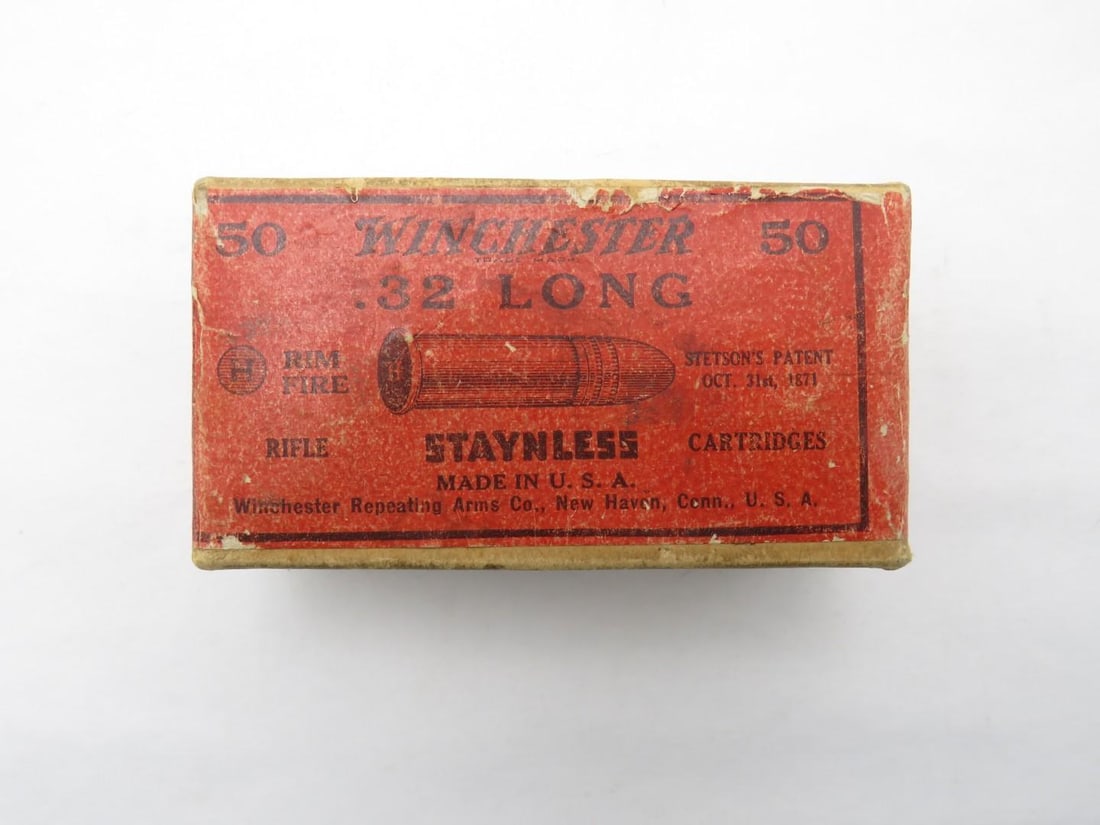 50 WINCHESTER 50
TRADE MARK
.32 LONG
H RIM FIRE
STETSON'S PATENT
OCT. 31st, 1871
RIFLE STAYNLESS CARTRIDGES
MADE IN U. S. A.
Winchester Repeating Arms Co., New Haven, Conn., U. S. A.